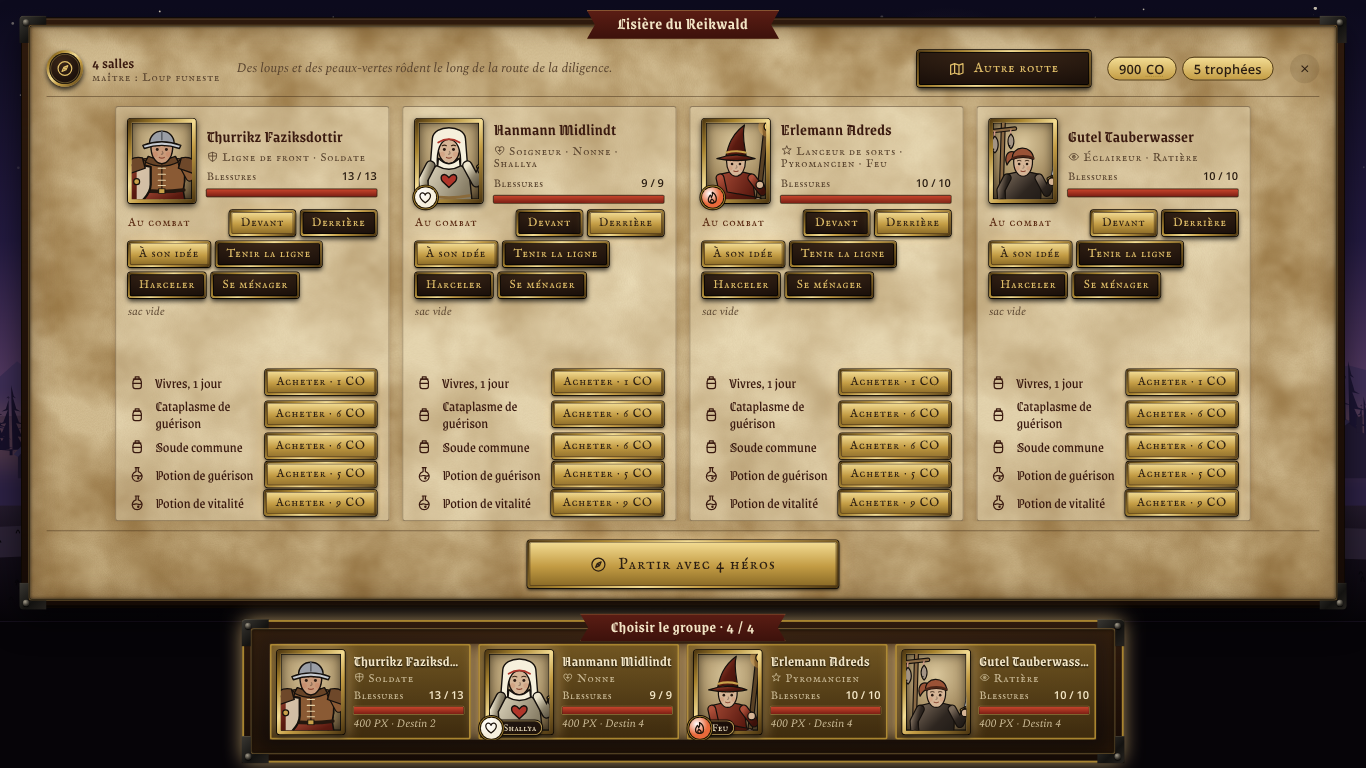 Lisière du Reikwald
4 salles
maître : Loup funeste
Des loups et des peaux-vertes rôdent le long de la route de la diligence.
Autre route
900 CO
5 trophées
×
Thurrikz Faziksdottir
Ligne de front · Soldate
Blessures 13 / 13
Au combat
Devant
Derrière
À son idée
Tenir la ligne
Harceler
Se ménager
sac vide
Vivres, 1 jour
Acheter · 1 CO
Cataplasme de
guérison
Acheter · 6 CO
Soude commune
Acheter · 6 CO
Potion de guérison
Acheter · 5 CO
Potion de vitalité
Acheter · 9 CO
Hanmann Midlindt
Soigneur · Nonne ·
Shallya
Blessures 9 / 9
Au combat
Devant
Derrière
À son idée
Tenir la ligne
Harceler
Se ménager
sac vide
Vivres, 1 jour
Acheter · 1 CO
Cataplasme de
guérison
Acheter · 6 CO
Soude commune
Acheter · 6 CO
Potion de guérison
Acheter · 5 CO
Potion de vitalité
Acheter · 9 CO
Erlemann Adreds
Lanceur de sorts ·
Pyromancien · Feu
Blessures 10 / 10
Au combat
Devant
Derrière
À son idée
Tenir la ligne
Harceler
Se ménager
sac vide
Vivres, 1 jour
Acheter · 1 CO
Cataplasme de
guérison
Acheter · 6 CO
Soude commune
Acheter · 6 CO
Potion de guérison
Acheter · 5 CO
Potion de vitalité
Acheter · 9 CO
Gutel Tauberwasser
Éclaireur · Ratière
Blessures 10 / 10
Au combat
Devant
Derrière
À son idée
Tenir la ligne
Harceler
Se ménager
sac vide
Vivres, 1 jour
Acheter · 1 CO
Cataplasme de
guérison
Acheter · 6 CO
Soude commune
Acheter · 6 CO
Potion de guérison
Acheter · 5 CO
Potion de vitalité
Acheter · 9 CO
Partir avec 4 héros
Choisir le groupe · 4 / 4
Thurrikz Faziksd...
Soldate
Blessures 13 / 13
400 PX · Destin 2
Hanmann Midlindt
Nonne
Blessures 9 / 9
400 PX · Destin 4
Shallya
Erlemann Adreds
Pyromancien
Blessures 10 / 10
400 PX · Destin 4
Feu
Gutel Tauberwass...
Ratière
Blessures 10 / 10
400 PX · Destin 4